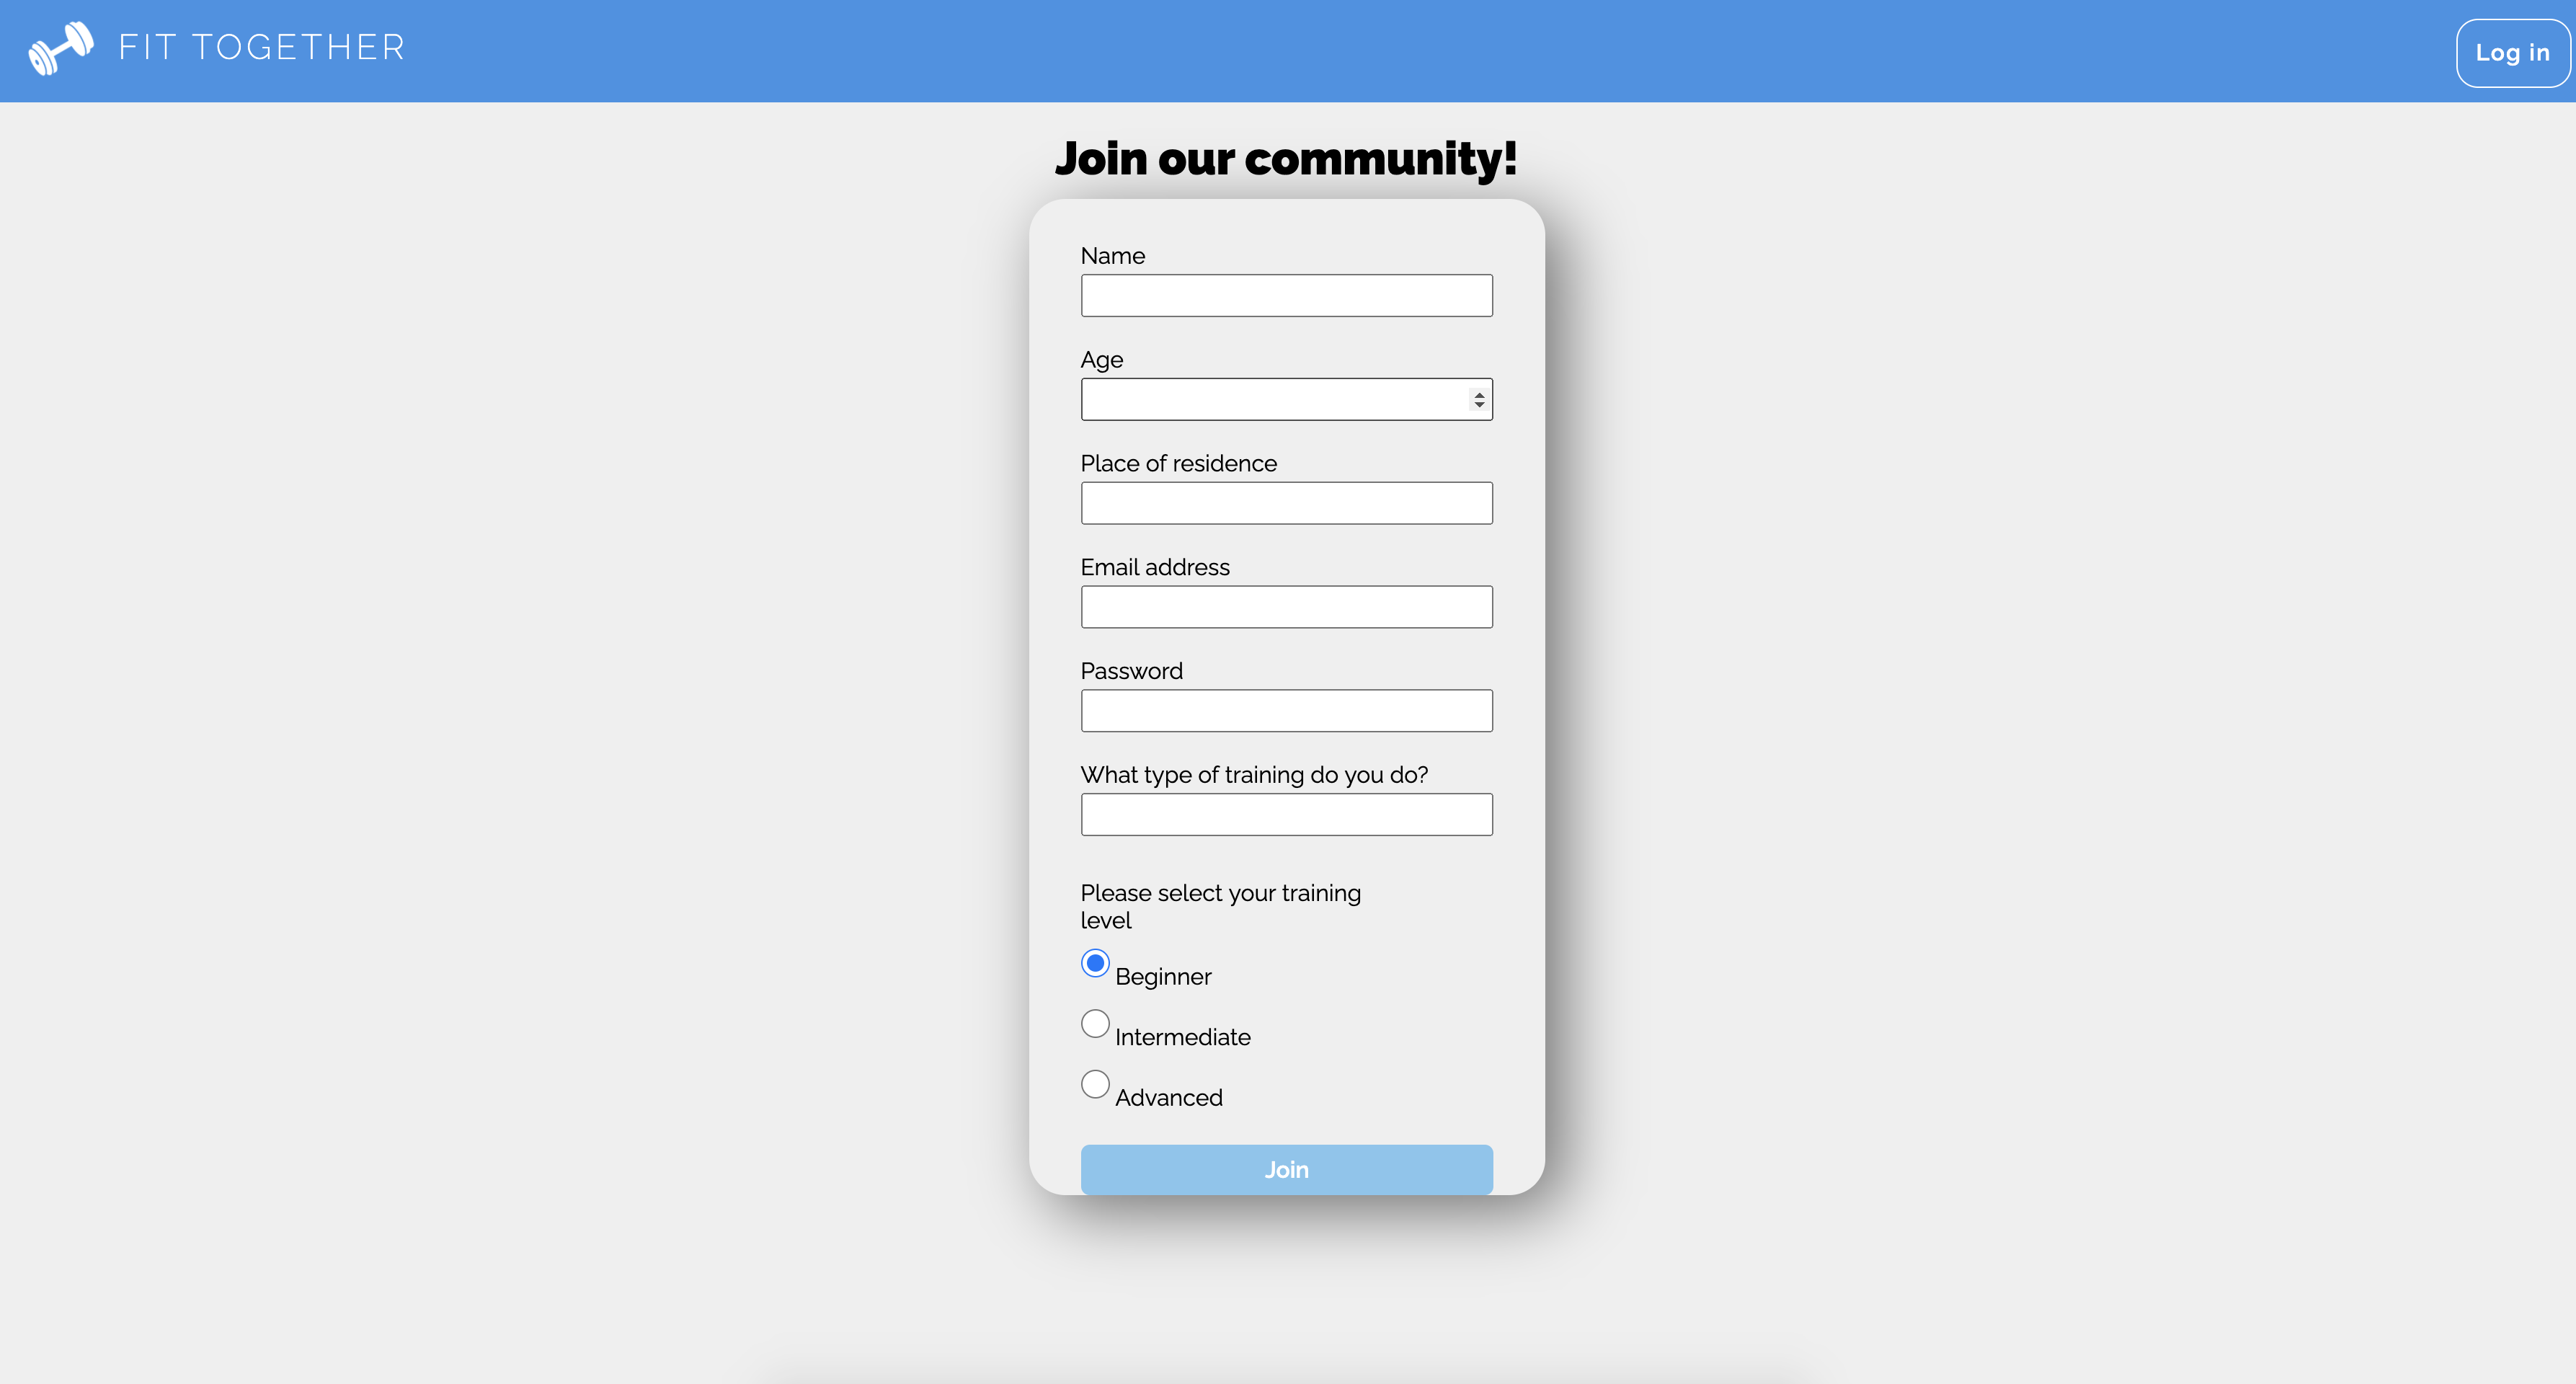 FIT TOGETHER
Log in
Join our community!
Name
Age
Place of residence
Email address
Password
What type of training do you do?
Please select your training
level
Beginner
Intermediate
Advanced
Join